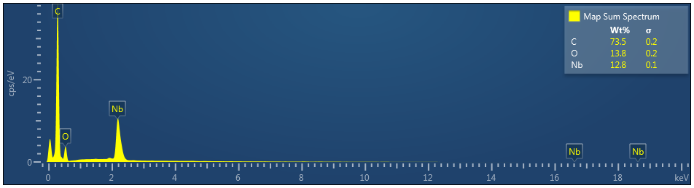 C
Map Sum Spectrum
Wt% σ
C 73.5 0.2
O 13.8 0.2
Nb 12.8 0.1
cps/eV
20
0
Nb
O
Nb
Nb
0 2 4 6 8 10 12 14 16 18 keV